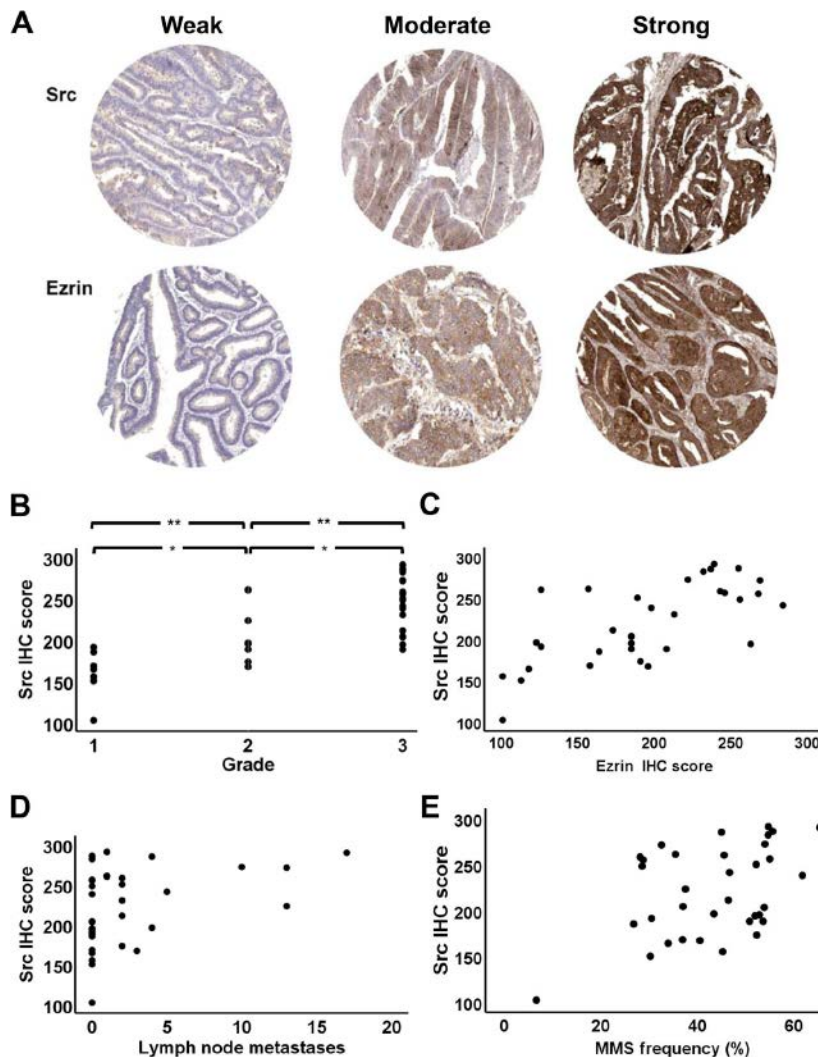 A Weak Moderate Strong
Src
Ezrin
B
** **
* *
Src IHC score
300
250
200
150
100
1 2 3
Grade
C
Src IHC score
300
250
200
150
100
100 150 200 250 300
Ezrin IHC score
D
Src IHC score
300
250
200
150
100
0 5 10 15 20
Lymph node metastases
E
Src IHC score
300
250
200
150
100
0 20 40 60
MMS frequency (%)